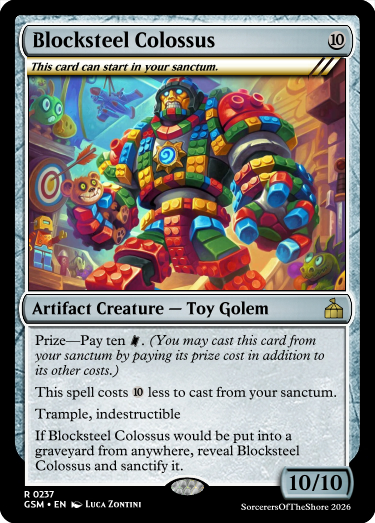 Blocksteel Colossus 10
This card can start in your sanctum.
Artifact Creature — Toy Golem
Prize—Pay ten . (You may cast this card from
your sanctum by paying its prize cost in addition to
its other costs.)
This spell costs 10 less to cast from your sanctum.
Trample, indestructible
If Blocksteel Colossus would be put into a
graveyard from anywhere, reveal Blocksteel
Colossus and sanctify it.
10/10
R 0237
GSM • EN Luca Zontini
SorcerersOfTheShore 2026